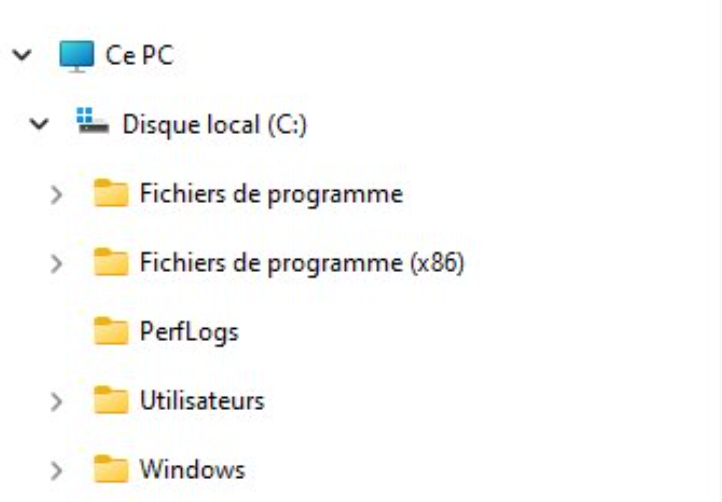 Ce PC
Disque local (C:)
Fichiers de programme
Fichiers de programme (x86)
PerfLogs
Utilisateurs
Windows